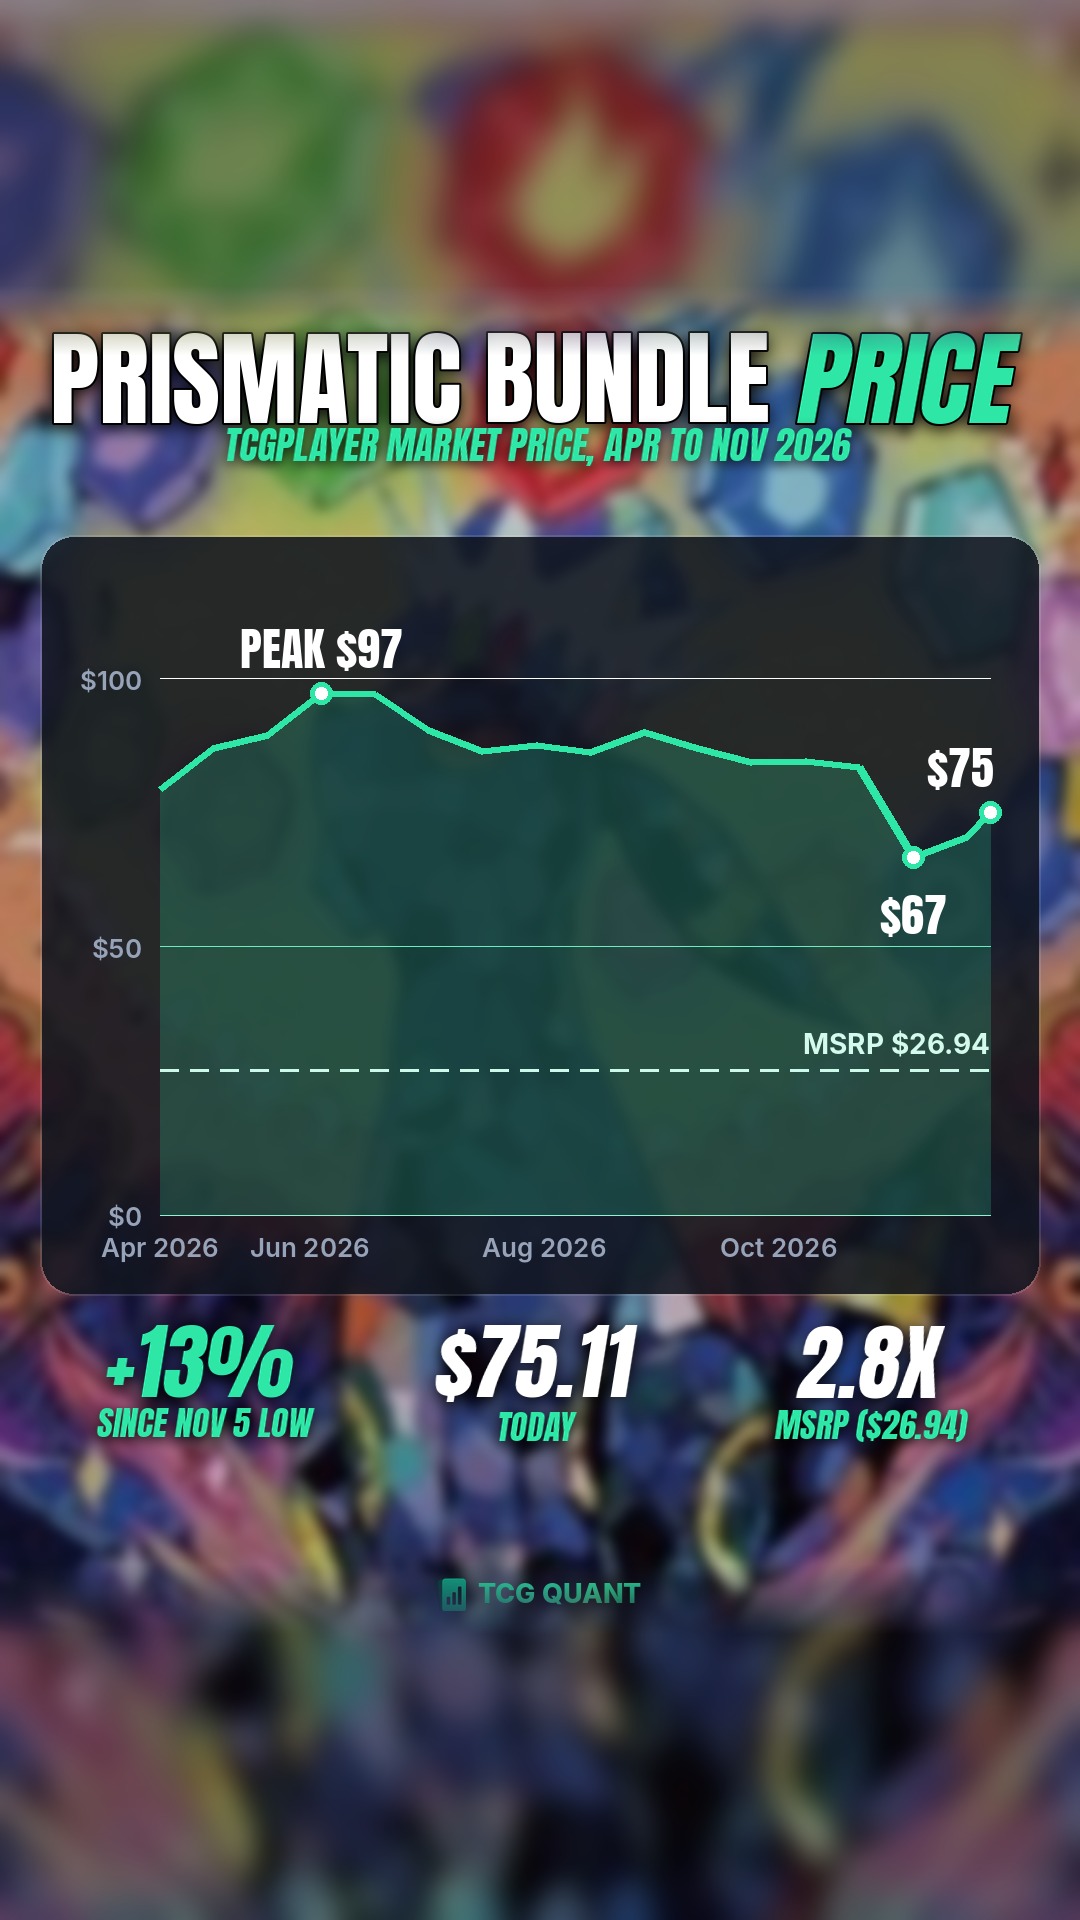 PRISMATIC BUNDLE PRICE
TCGPLAYER MARKET PRICE, APR TO NOV 2026
PEAK $97
$100
$75
$67
$50
MSRP $26.94
$0
Apr 2026 Jun 2026 Aug 2026 Oct 2026
+13% $75.11 2.8X
SINCE NOV 5 LOW TODAY MSRP ($26.94)
TCG QUANT